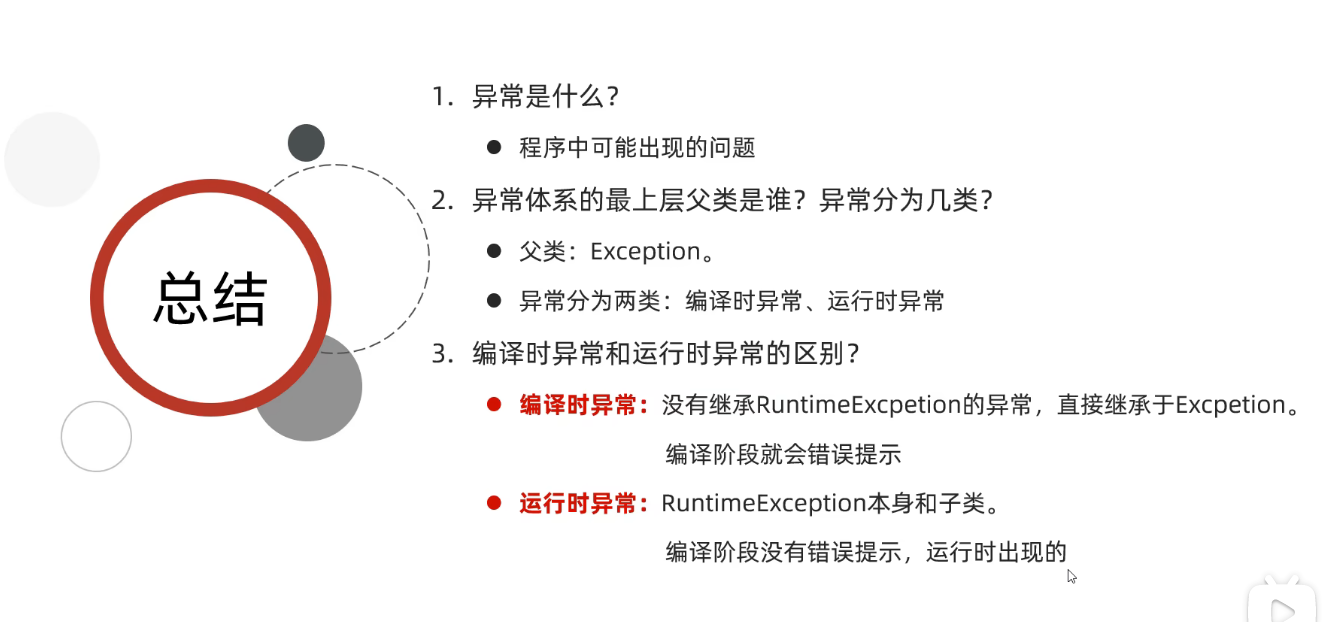 总结
1. 异常是什么？
● 程序中可能出现的问题
2. 异常体系的最上层父类是谁？异常分为几类？
● 父类：Exception。
● 异常分为两类：编译时异常、运行时异常
3. 编译时异常和运行时异常的区别？
● 编译时异常：没有继承RuntimeExcpetion的异常，直接继承于Excpetion。
编译阶段就会错误提示
● 运行时异常：RuntimeException本身和子类。
编译阶段没有错误提示，运行时出现的